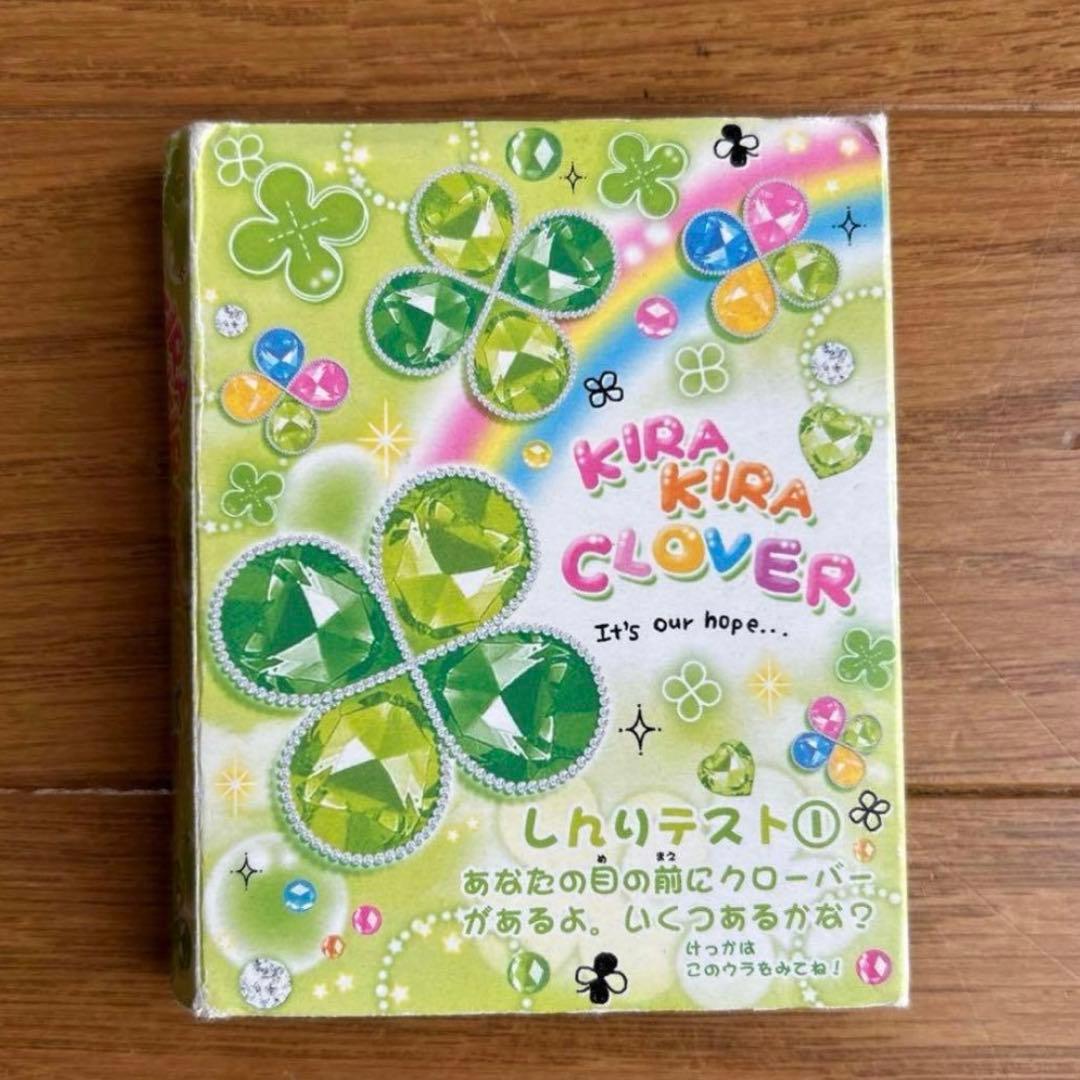 KIRA
KIRA
CLOVER
It's our hope...
しんりテスト①
あなたの目の前にクローバー
があるよ。いくつあるかな?
けっかは
このウラをみてね!